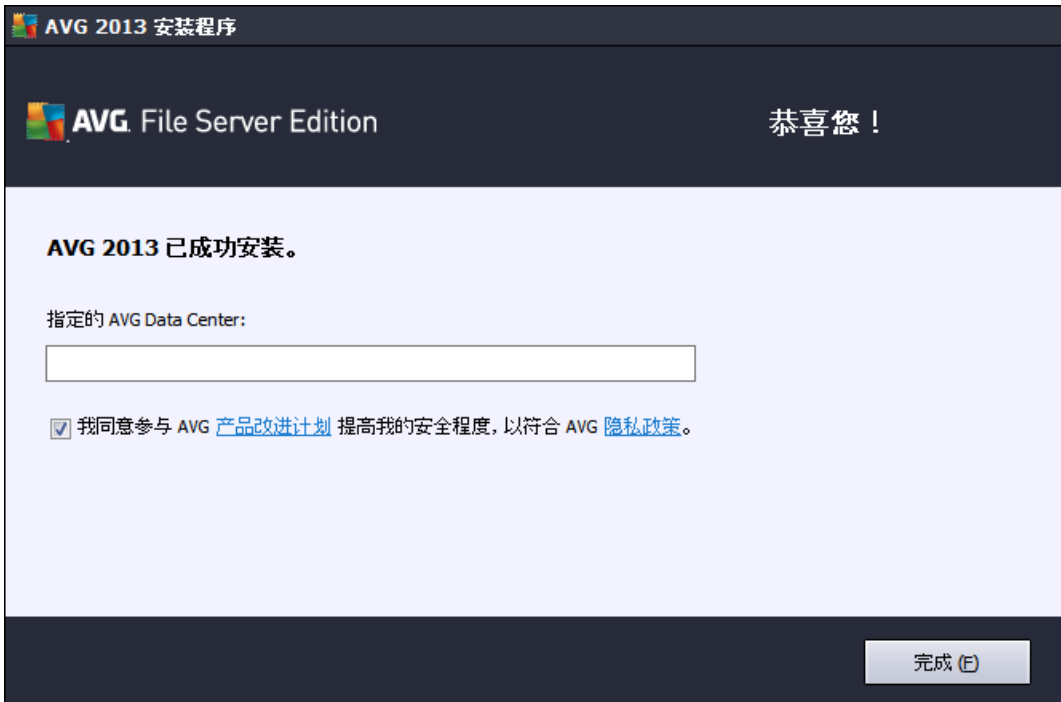 AVG 2013 安装程序
AVG. File Server Edition
恭喜您！
AVG 2013 已成功安装。
指定的 AVG Data Center:
我同意参与 AVG 产品改进计划 提高我的安全程度, 以符合 AVG 隐私政策。
完成 (F)